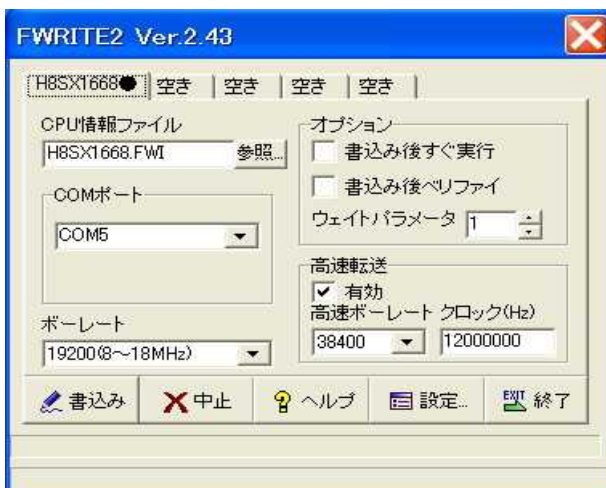 FWRITE2 Ver.2.43
H8SX1668● 空き 空き 空き 空き
CPU情報ファイル
H8SX1668.FWI 参照...
COMポート
COM5
ボーレート
19200(8~18MHz)
オプション
書込み後すぐ実行
書込み後ベリファイ
ウェイトパラメータ 1
高速転送
有効
高速ボーレート クロック(Hz)
38400 12000000
書込み 中止 ヘルプ 設定... EXIT 終了